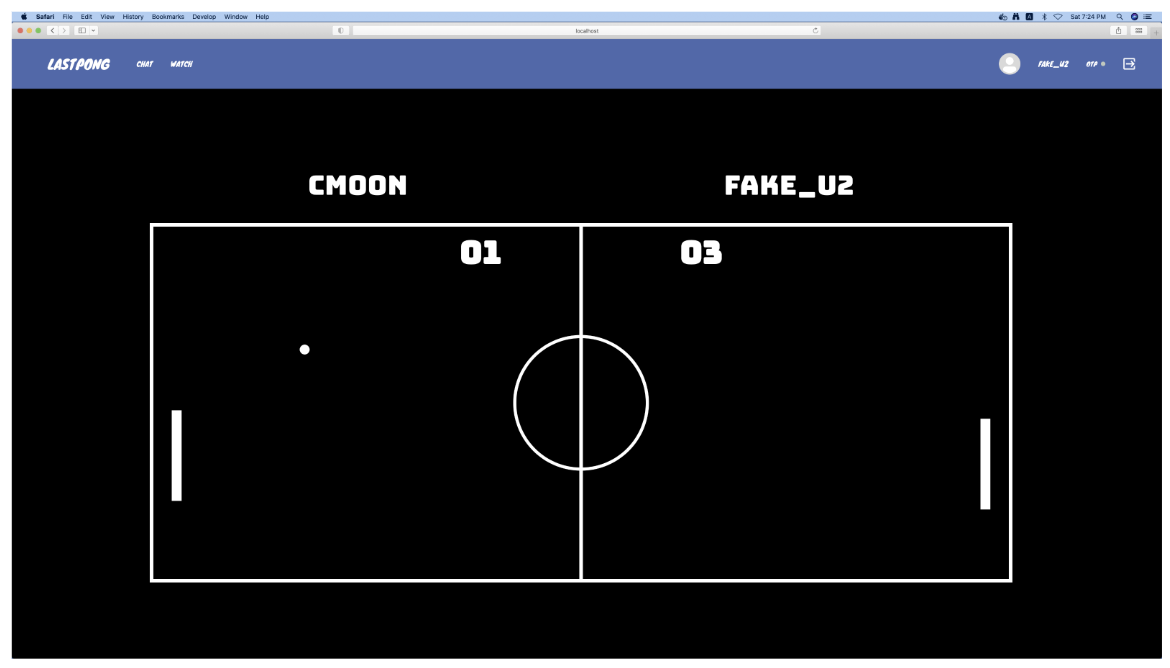 Safari File Edit View History Bookmarks Develop Window Help Sat 7:24 PM
localhost
LASTPONG CHAT WATCH FAKE_U2 OTP
CMOON FAKE_U2
01 03